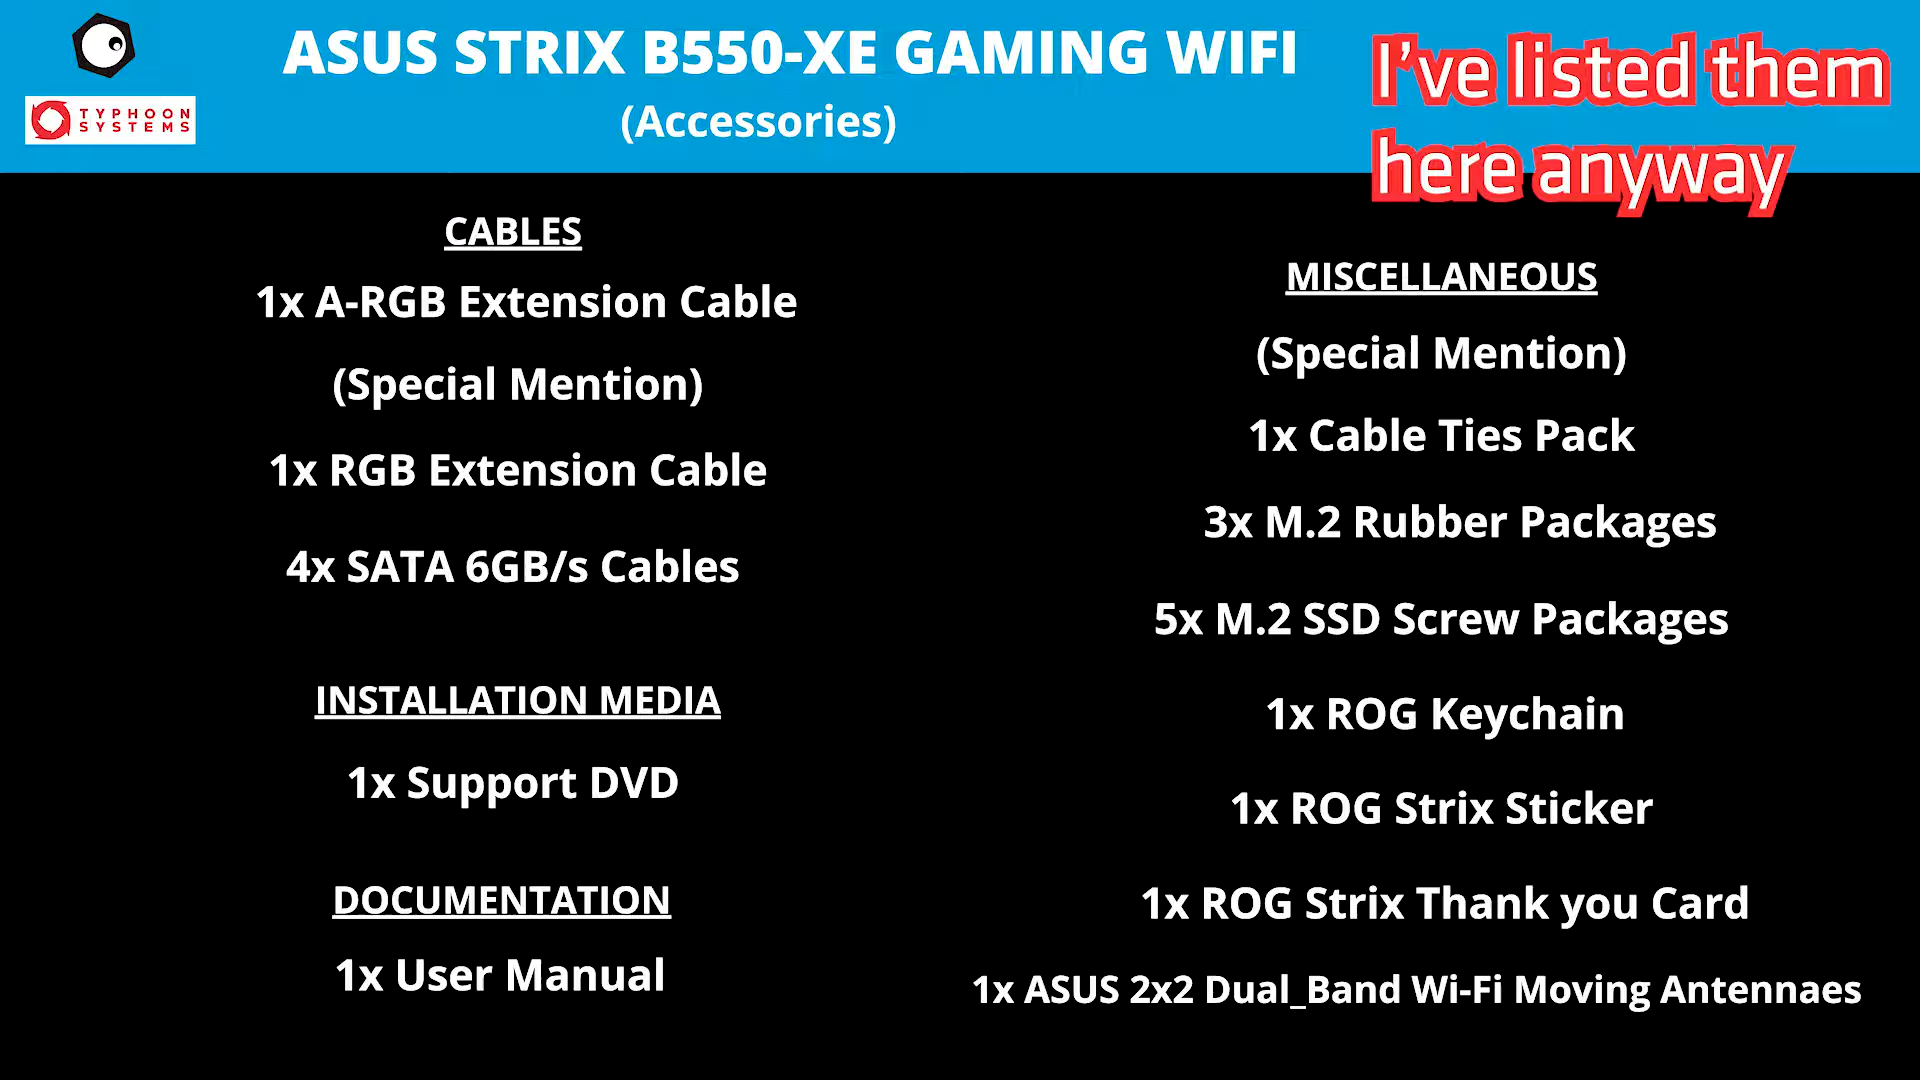 TYPHOON
SYSTEMS
ASUS STRIX B550-XE GAMING WIFI
(Accessories)
I've listed them
here anyway
CABLES
1x A-RGB Extension Cable
(Special Mention)
1x RGB Extension Cable
4x SATA 6GB/s Cables
INSTALLATION MEDIA
1x Support DVD
DOCUMENTATION
1x User Manual
MISCELLANEOUS
(Special Mention)
1x Cable Ties Pack
3x M.2 Rubber Packages
5x M.2 SSD Screw Packages
1x ROG Keychain
1x ROG Strix Sticker
1x ROG Strix Thank you Card
1x ASUS 2x2 Dual_Band Wi-Fi Moving Antennaes